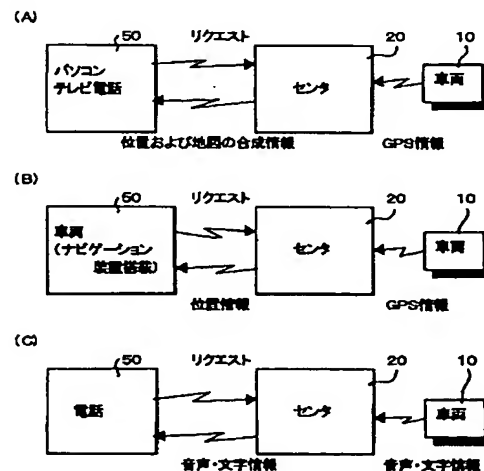 (A)
50
20
10
リクエスト
パソコン
テレビ電話
センタ
車両
位置および地図の合成情報
GPS情報
(B)
50
20
10
リクエスト
車両
(ナビゲーション
装置搭載)
センタ
車両
位置情報
GPS情報
(C)
50
20
10
リクエスト
電話
センタ
車両
音声・文字情報
音声・文字情報